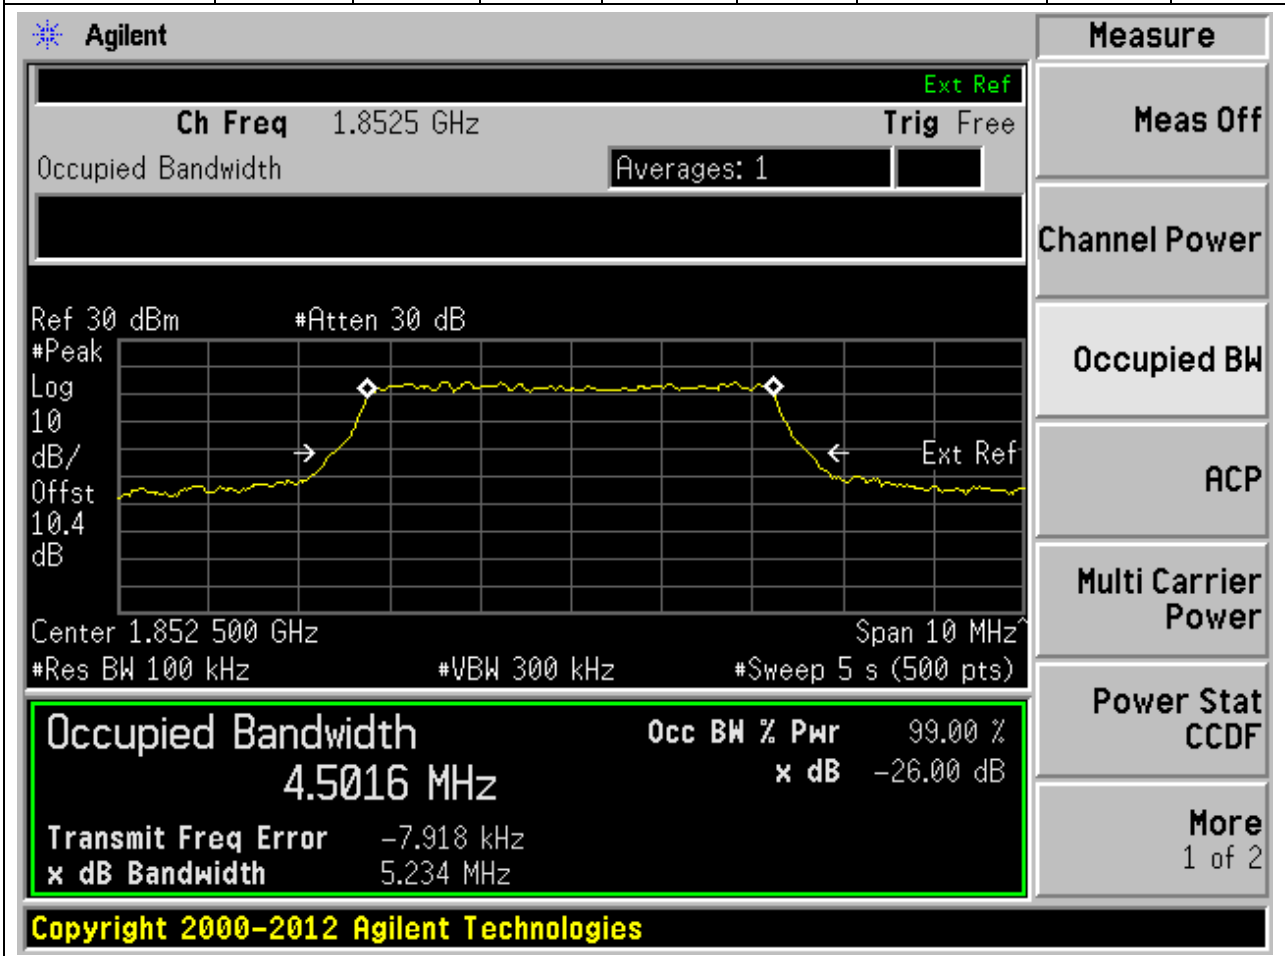 Agilent
Measure
Ext Ref
Ch Freq 1.8525 GHz Trig Free
Meas Off
Occupied Bandwidth Averages: 1
Channel Power
Ref 30 dBm #Atten 30 dB
#Peak
Log
10
dB/
Offst
10.4
dB
Ext Ref
Occupied BW
ACP
Center 1.852 500 GHz Span 10 MHz^
#Res BW 100 kHz #VBW 300 kHz #Sweep 5 s (500 pts)
Multi Carrier
Power
Occupied Bandwidth Occ BW % Pwr 99.00 %
4.5016 MHz x dB -26.00 dB
Transmit Freq Error -7.918 kHz
x dB Bandwidth 5.234 MHz
Power Stat
CCDF
More
1 of 2
Copyright 2000-2012 Agilent Technologies